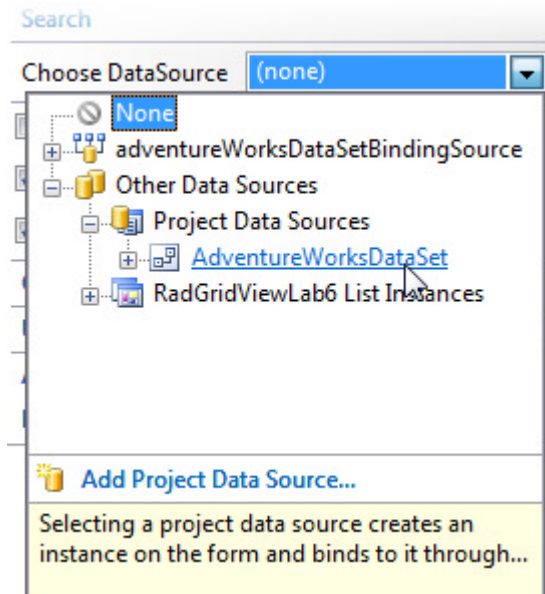 Search
Choose DataSource (none)
None
adventureWorksDataSetBindingSource
Other Data Sources
Project Data Sources
AdventureWorksDataSet
RadGridViewLab6 List Instances
Add Project Data Source...
Selecting a project data source creates an
instance on the form and binds to it through...